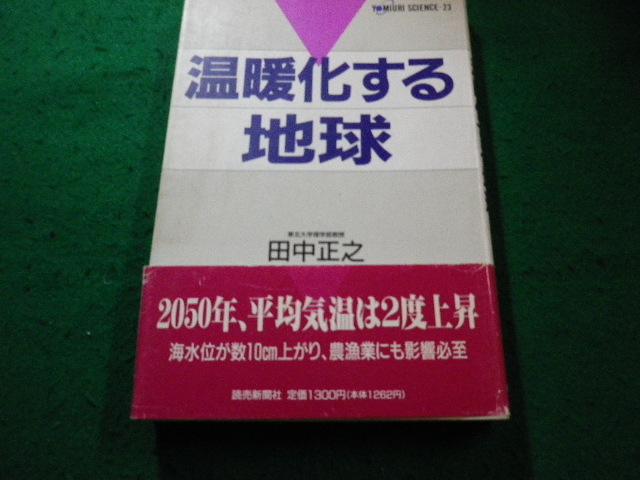 YOMIURI SCIENCE-23
温暖化する
地球
東北大学理学部教授
田中正之
2050年、平均気温は2度上昇
海水位が数10cm上がり、農漁業にも影響必至
読売新聞社 定価1300円(本体1262円)